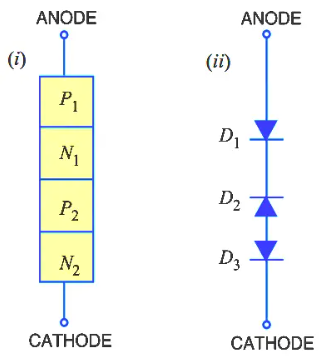 ANODE
(i)
P1
N1
P2
N2
CATHODE
ANODE
(ii)
D1
D2
D3
CATHODE